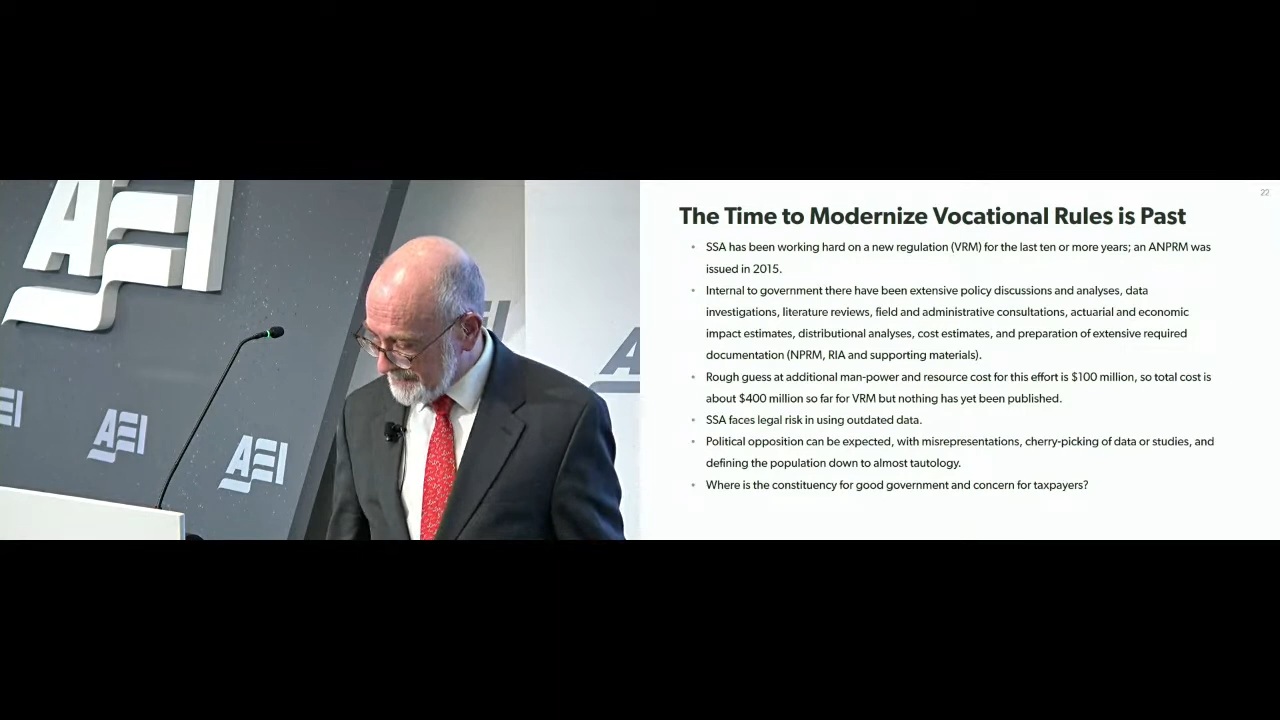 AEI
AEI
AEI
22
The Time to Modernize Vocational Rules is Past
• SSA has been working hard on a new regulation (VRM) for the last ten or more years; an ANPRM was
issued in 2015.
• Internal to government there have been extensive policy discussions and analyses, data
investigations, literature reviews, field and administrative consultations, actuarial and economic
impact estimates, distributional analyses, cost estimates, and preparation of extensive required
documentation (NPRM, RIA and supporting materials).
• Rough guess at additional man-power and resource cost for this effort is $100 million, so total cost is
about $400 million so far for VRM but nothing has yet been published.
• SSA faces legal risk in using outdated data.
• Political opposition can be expected, with misrepresentations, cherry-picking of data or studies, and
defining the population down to almost tautology.
• Where is the constituency for good government and concern for taxpayers?